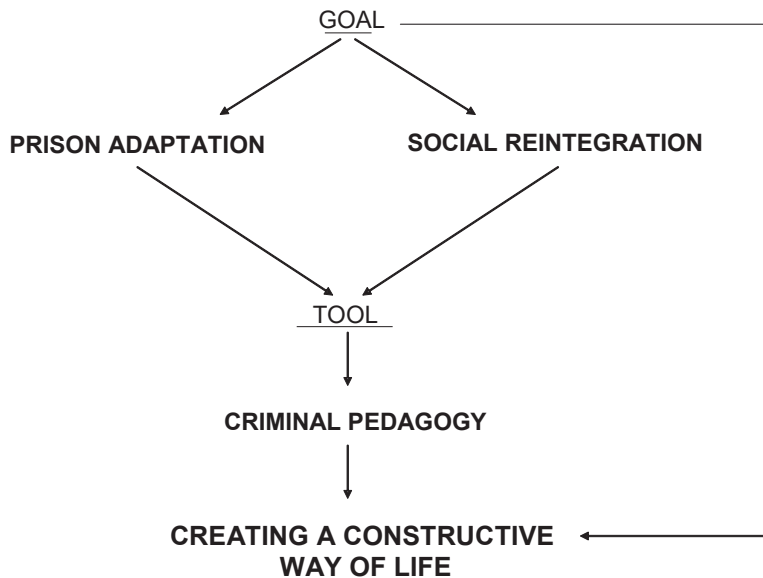 GOAL
PRISON ADAPTATION
SOCIAL REINTEGRATION
TOOL
CRIMINAL PEDAGOGY
CREATING A CONSTRUCTIVE
WAY OF LIFE